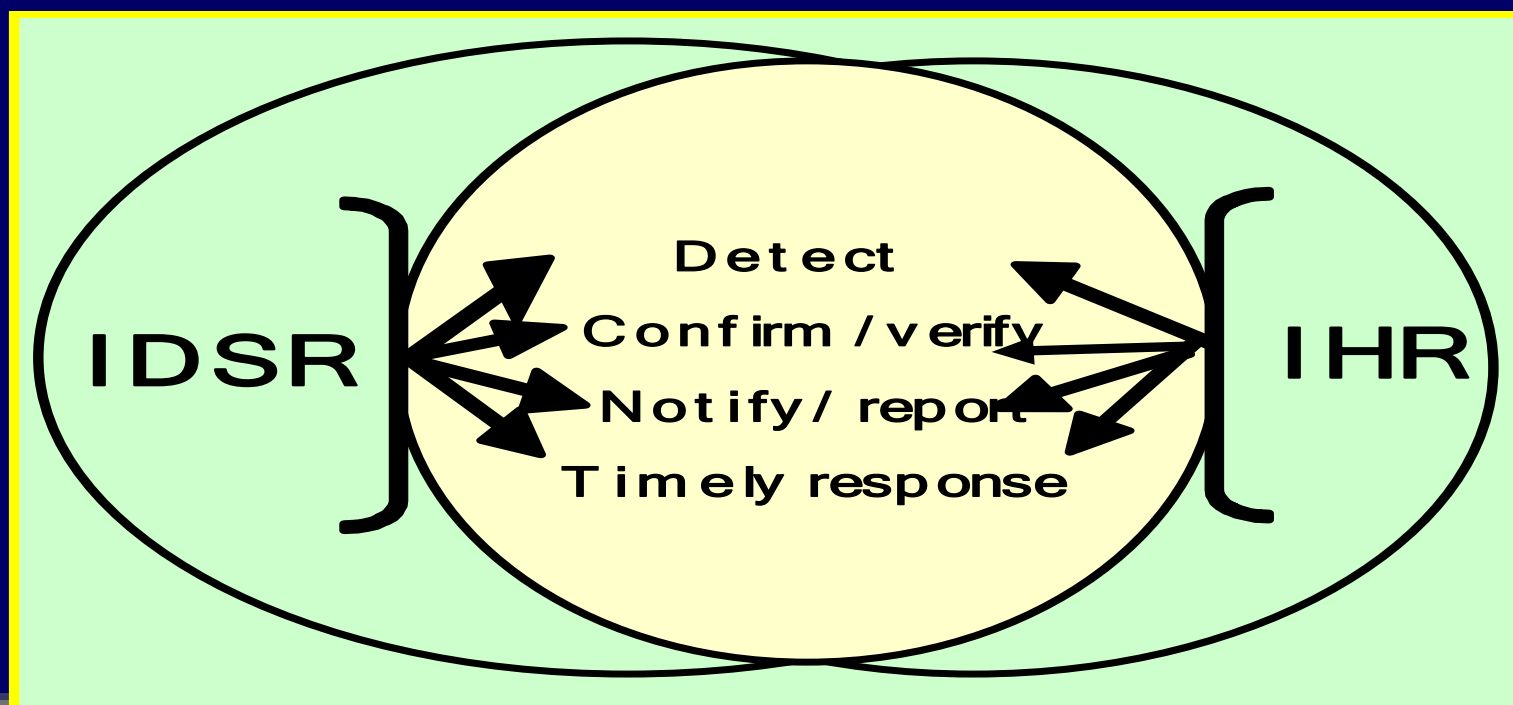 Detect
Confirm /verify
IDSR
IHR
Notify/ report
Timely response